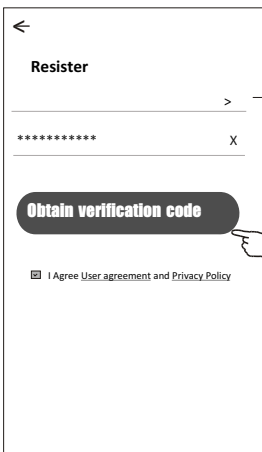 Resister
>
*********** X
Obtain verification code
I Agree User agreement and Privacy Policy